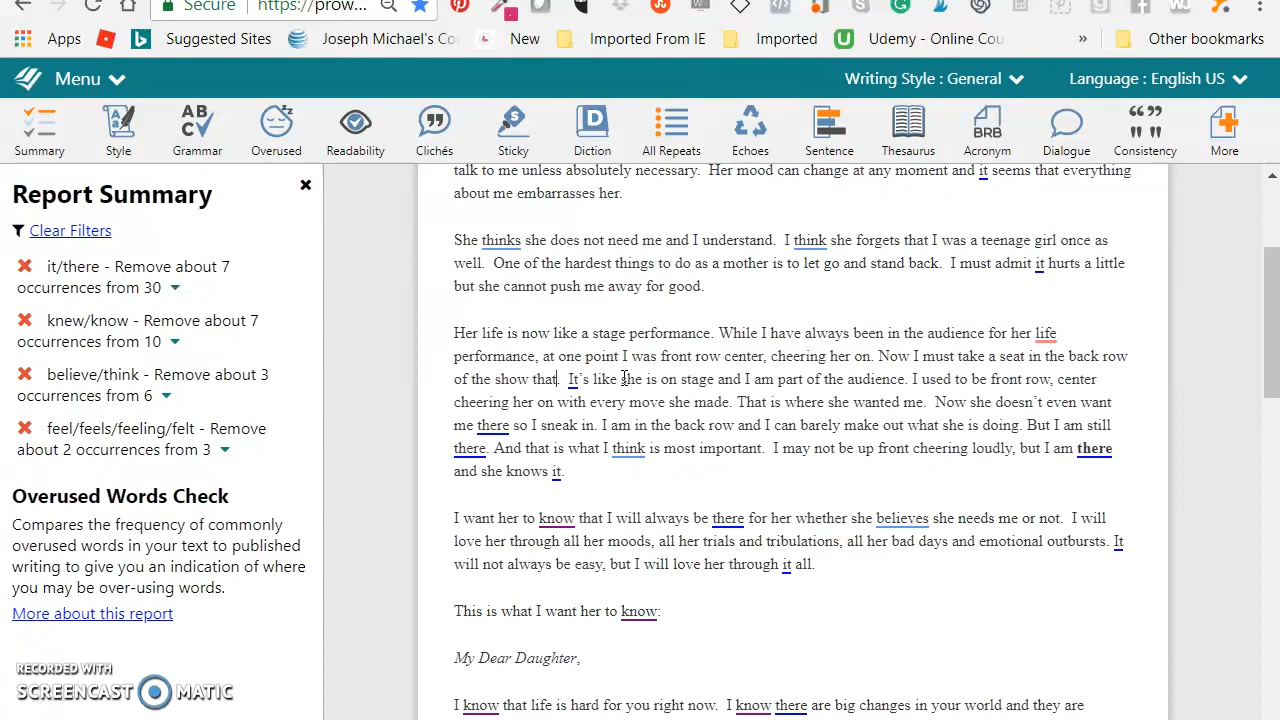 Secure
https://prow...
Apps
Suggested Sites
Joseph Michael's Co
New
Imported From IE
Imported
Udemy - Online Cou
»
Other bookmarks
Menu
Writing Style : General
Language : English US
Summary
Style
Grammar
Overused
Readability
Clichés
Sticky
Diction
All Repeats
Echoes
Sentence
Thesaurus
Acronym
Dialogue
Consistency
More
Report Summary
Clear Filters
it/there - Remove about 7
occurrences from 30
knew/know - Remove about 7
occurrences from 10
believe/think - Remove about 3
occurrences from 6
feel/feels/feeling/felt - Remove
about 2 occurrences from 3
Overused Words Check
Compares the frequency of commonly
overused words in your text to published
writing to give you an indication of where
you may be over-using words.
More about this report
RECORDED WITH
SCREENCAST MATIC
talk to me unless absolutely necessary.  Her mood can change at any moment and it seems that everything
about me embarrasses her.
She thinks she does not need me and I understand.  I think she forgets that I was a teenage girl once as
well.  One of the hardest things to do as a mother is to let go and stand back.  I must admit it hurts a little
but she cannot push me away for good.
Her life is now like a stage performance. While I have always been in the audience for her life
performance, at one point I was front row center, cheering her on. Now I must take a seat in the back row
of the show that.  It's like she is on stage and I am part of the audience. I used to be front row, center
cheering her on with every move she made. That is where she wanted me.  Now she doesn't even want
me there so I sneak in. I am in the back row and I can barely make out what she is doing. But I am still
there. And that is what I think is most important.  I may not be up front cheering loudly, but I am there
and she knows it.
I want her to know that I will always be there for her whether she believes she needs me or not.  I will
love her through all her moods, all her trials and tribulations, all her bad days and emotional outbursts. It
will not always be easy, but I will love her through it all.
This is what I want her to know:
My Dear Daughter,
I know that life is hard for you right now.  I know there are big changes in your world and they are